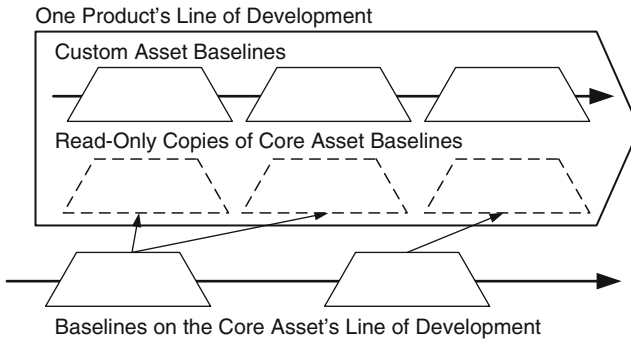 One Product's Line of Development
Custom Asset Baselines
Read-Only Copies of Core Asset Baselines
Baselines on the Core Asset's Line of Development